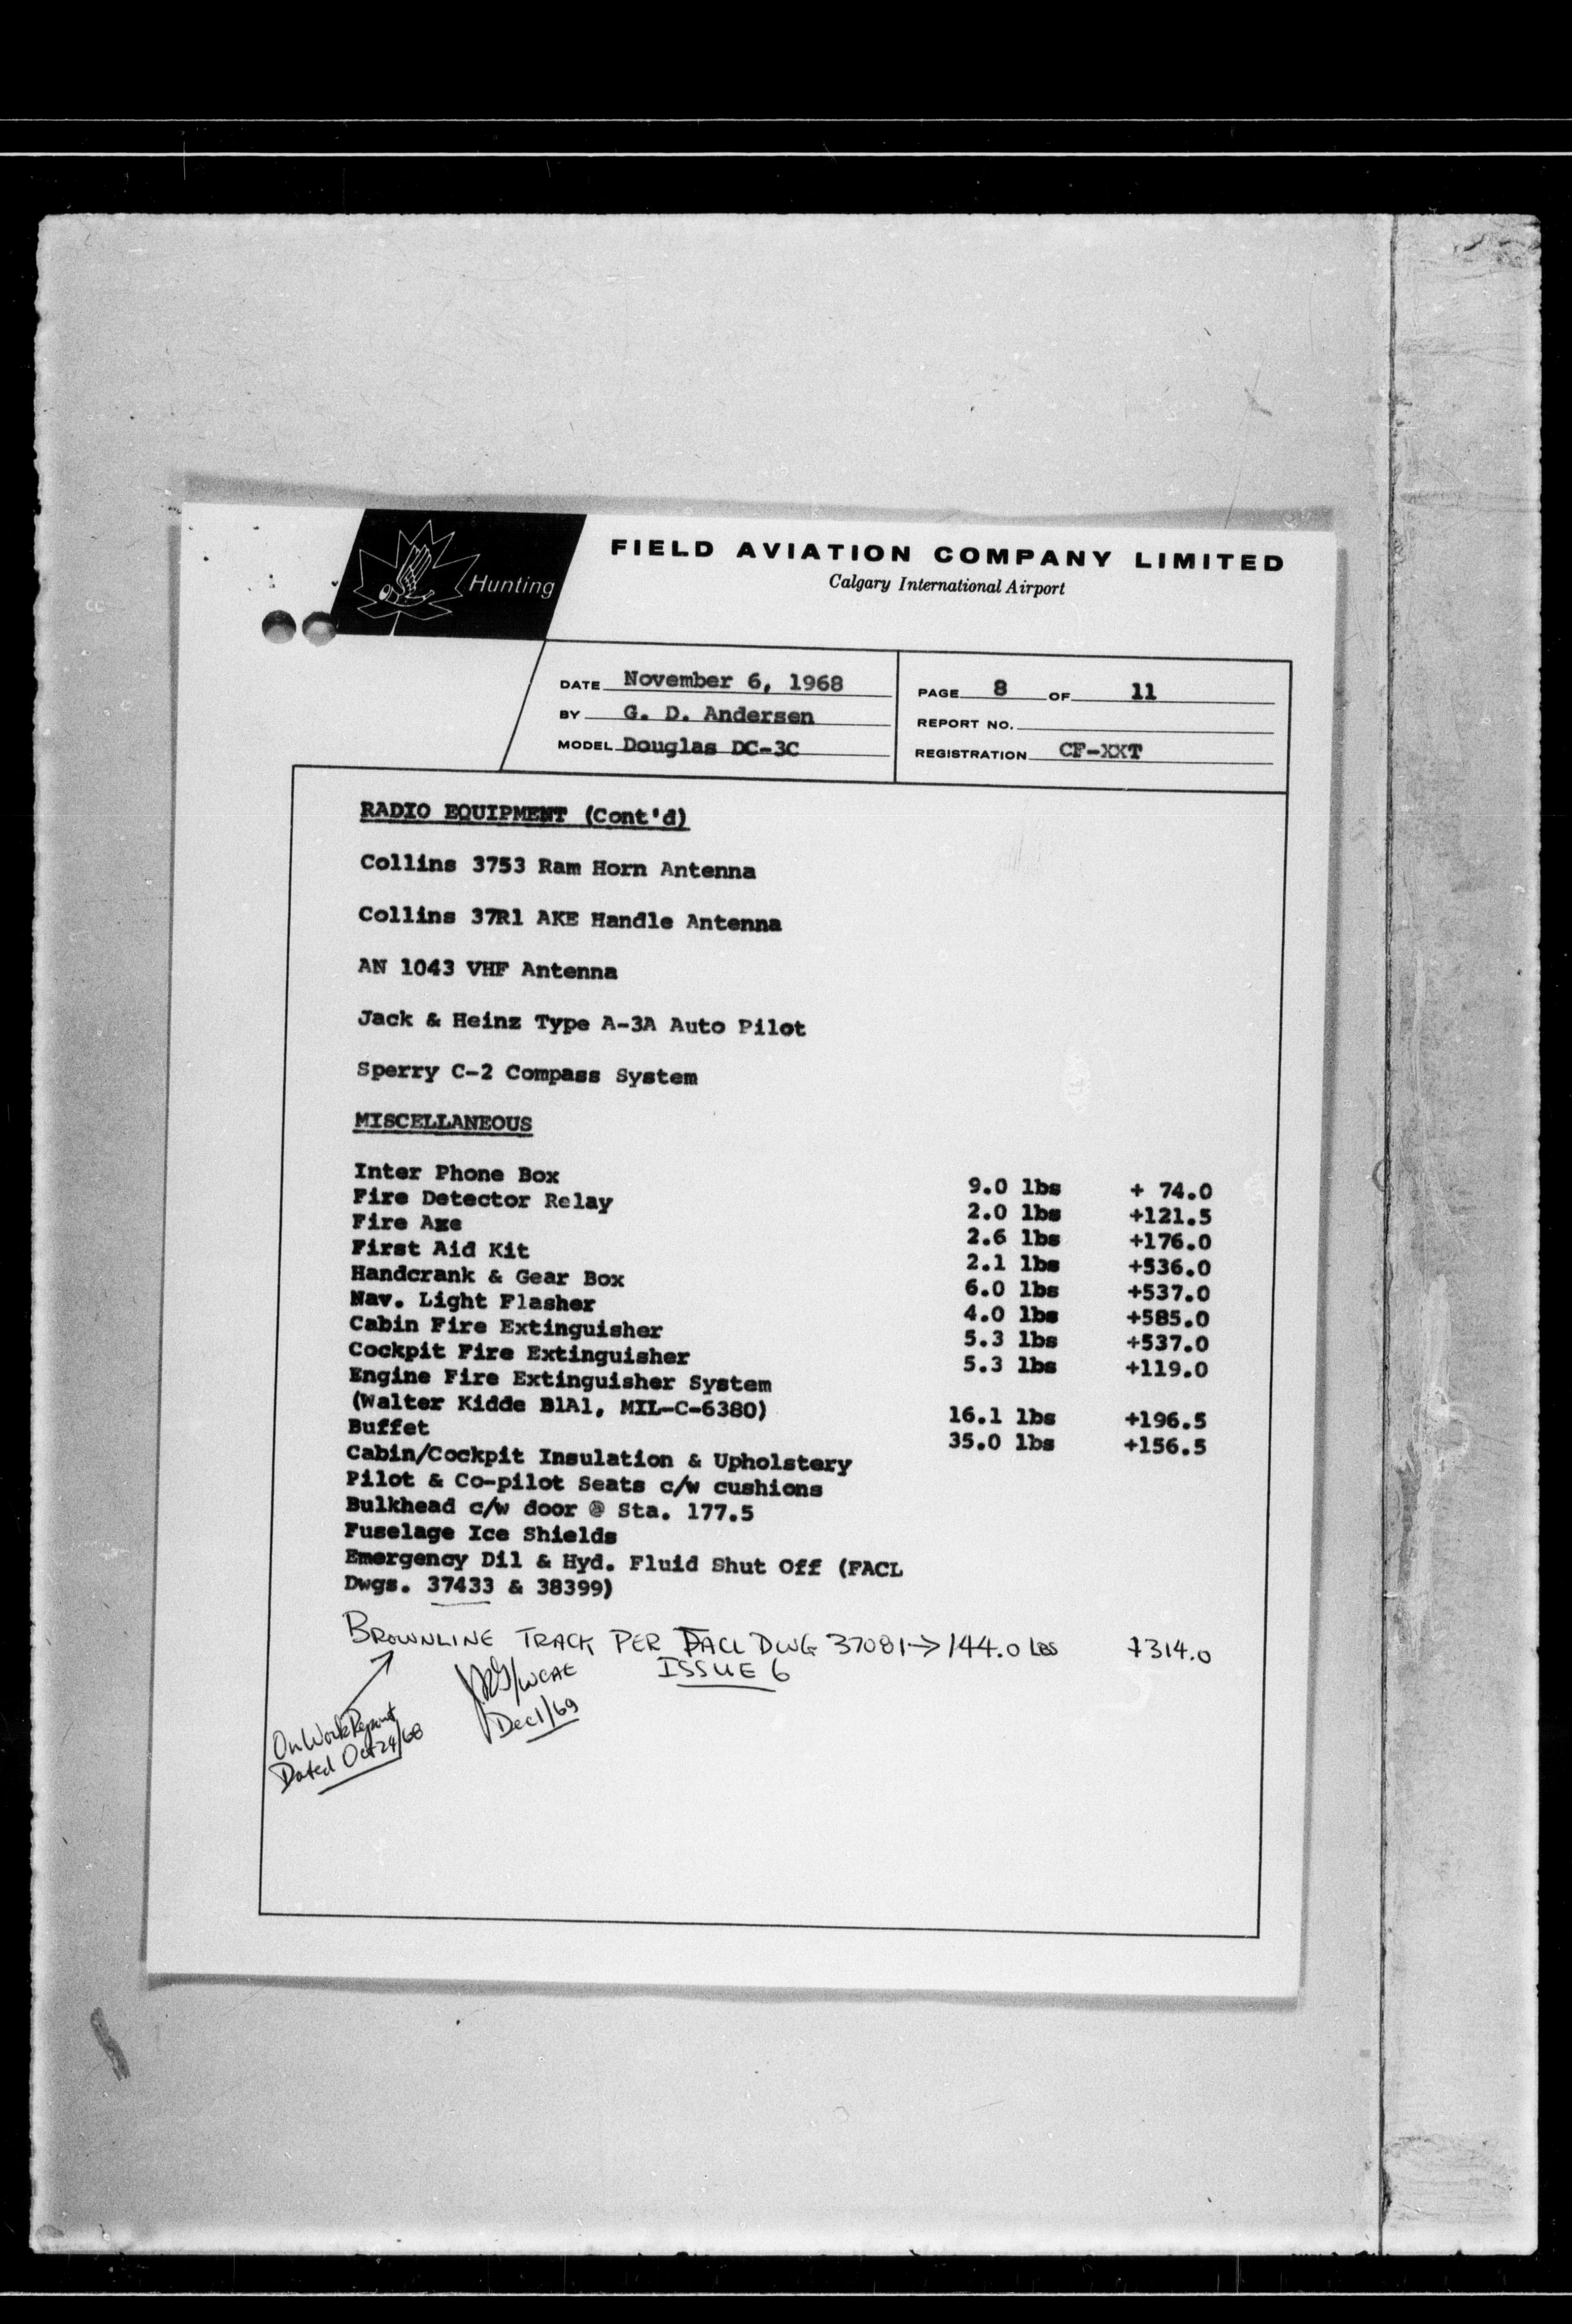 Hunting
FIELD AVIATION COMPANY LIMITED
Calgary International Airport
DATE November 6, 1968
BY G. D. Andersen
MODEL Douglas DC-3C
PAGE 8 OF 11
REPORT NO.
REGISTRATION CF-XXT
RADIO EQUIPMENT (Cont'd)
Collins 3753 Ram Horn Antenna
Collins 37R1 AKE Handle Antenna
AN 1043 VHF Antenna
Jack & Heinz Type A-3A Auto Pilot
Sperry C-2 Compass System
MISCELLANEOUS
Inter Phone Box 9.0 lbs + 74.0
Fire Detector Relay 2.0 lbs +121.5
Fire Axe 2.6 lbs +176.0
First Aid Kit 2.1 lbs +536.0
Handcrank & Gear Box 6.0 lbs +537.0
Nav. Light Flasher 4.0 lbs +585.0
Cabin Fire Extinguisher 5.3 lbs +537.0
Cockpit Fire Extinguisher 5.3 lbs +119.0
Engine Fire Extinguisher System
(Walter Kidde B1A1, MIL-C-6380) 16.1 lbs +196.5
Buffet 35.0 lbs +156.5
Cabin/Cockpit Insulation & Upholstery
Pilot & Co-pilot Seats c/w cushions
Bulkhead c/w door @ Sta. 177.5
Fuselage Ice Shields
Emergency Dil & Hyd. Fluid Shut Off (FACL
Dwgs. 37433 & 38399)
BROWNLINE TRACK PER FACL DWG 37081 → 144.0 LBS +314.0
ISSUE 6
/WCAE
Dec 1/69
On Work Report
Dated Oct 24/68